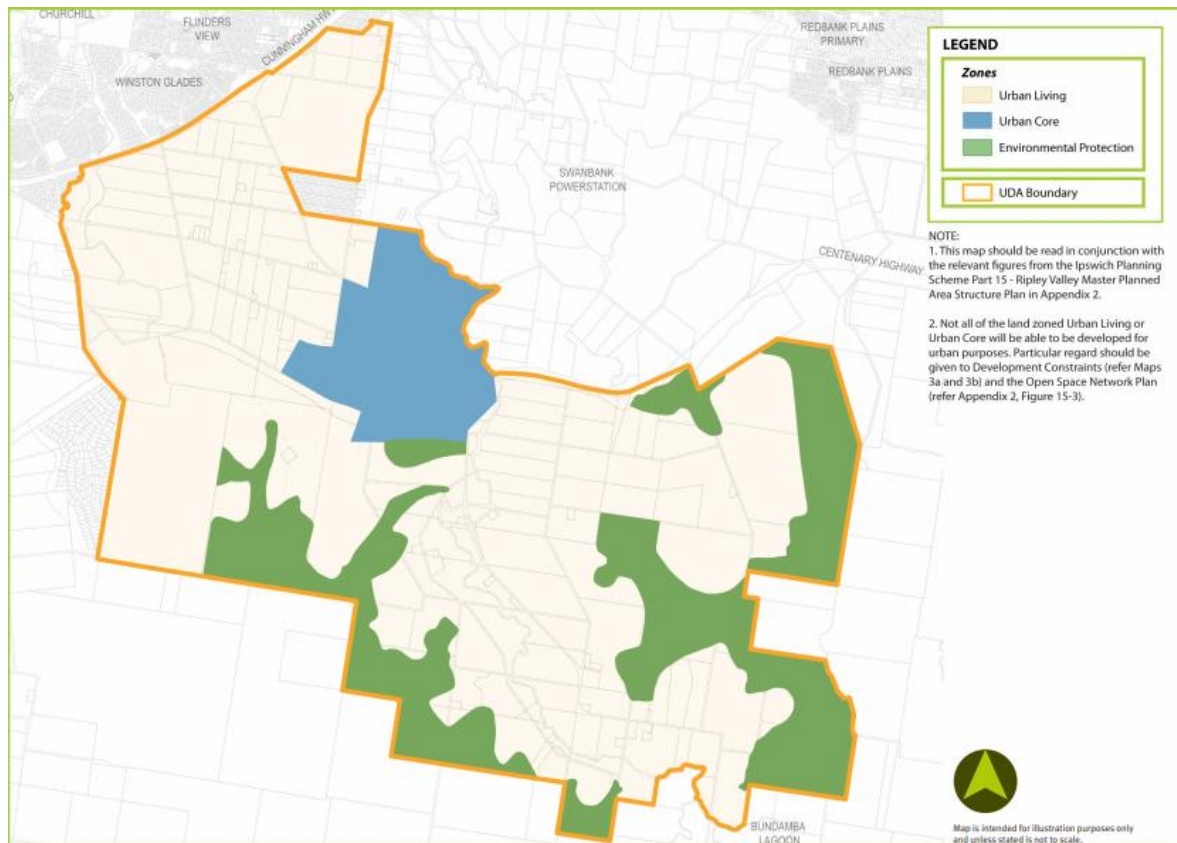 CHURCHILL
FLINDERS
VIEW
CUNNINGHAM HWY
WINSTON GLADES
REDBANK PLAINS
PRIMARY
REDBANK PLAINS
SWANBANK
POWERSTATION
CENTENARY HIGHWAY
BUNDAMBA
LAGOON
LEGEND
Zones
Urban Living
Urban Core
Environmental Protection
UDA Boundary
NOTE:
1. This map should be read in conjunction with
the relevant figures from the Ipswich Planning
Scheme Part 15 - Ripley Valley Master Planned
Area Structure Plan in Appendix 2.
2. Not all of the land zoned Urban Living or
Urban Core will be able to be developed for
urban purposes. Particular regard should be
given to Development Constraints (refer Maps
3a and 3b) and the Open Space Network Plan
(refer Appendix 2, Figure 15-3).
Map is intended for illustration purposes only
and unless stated is not to scale.